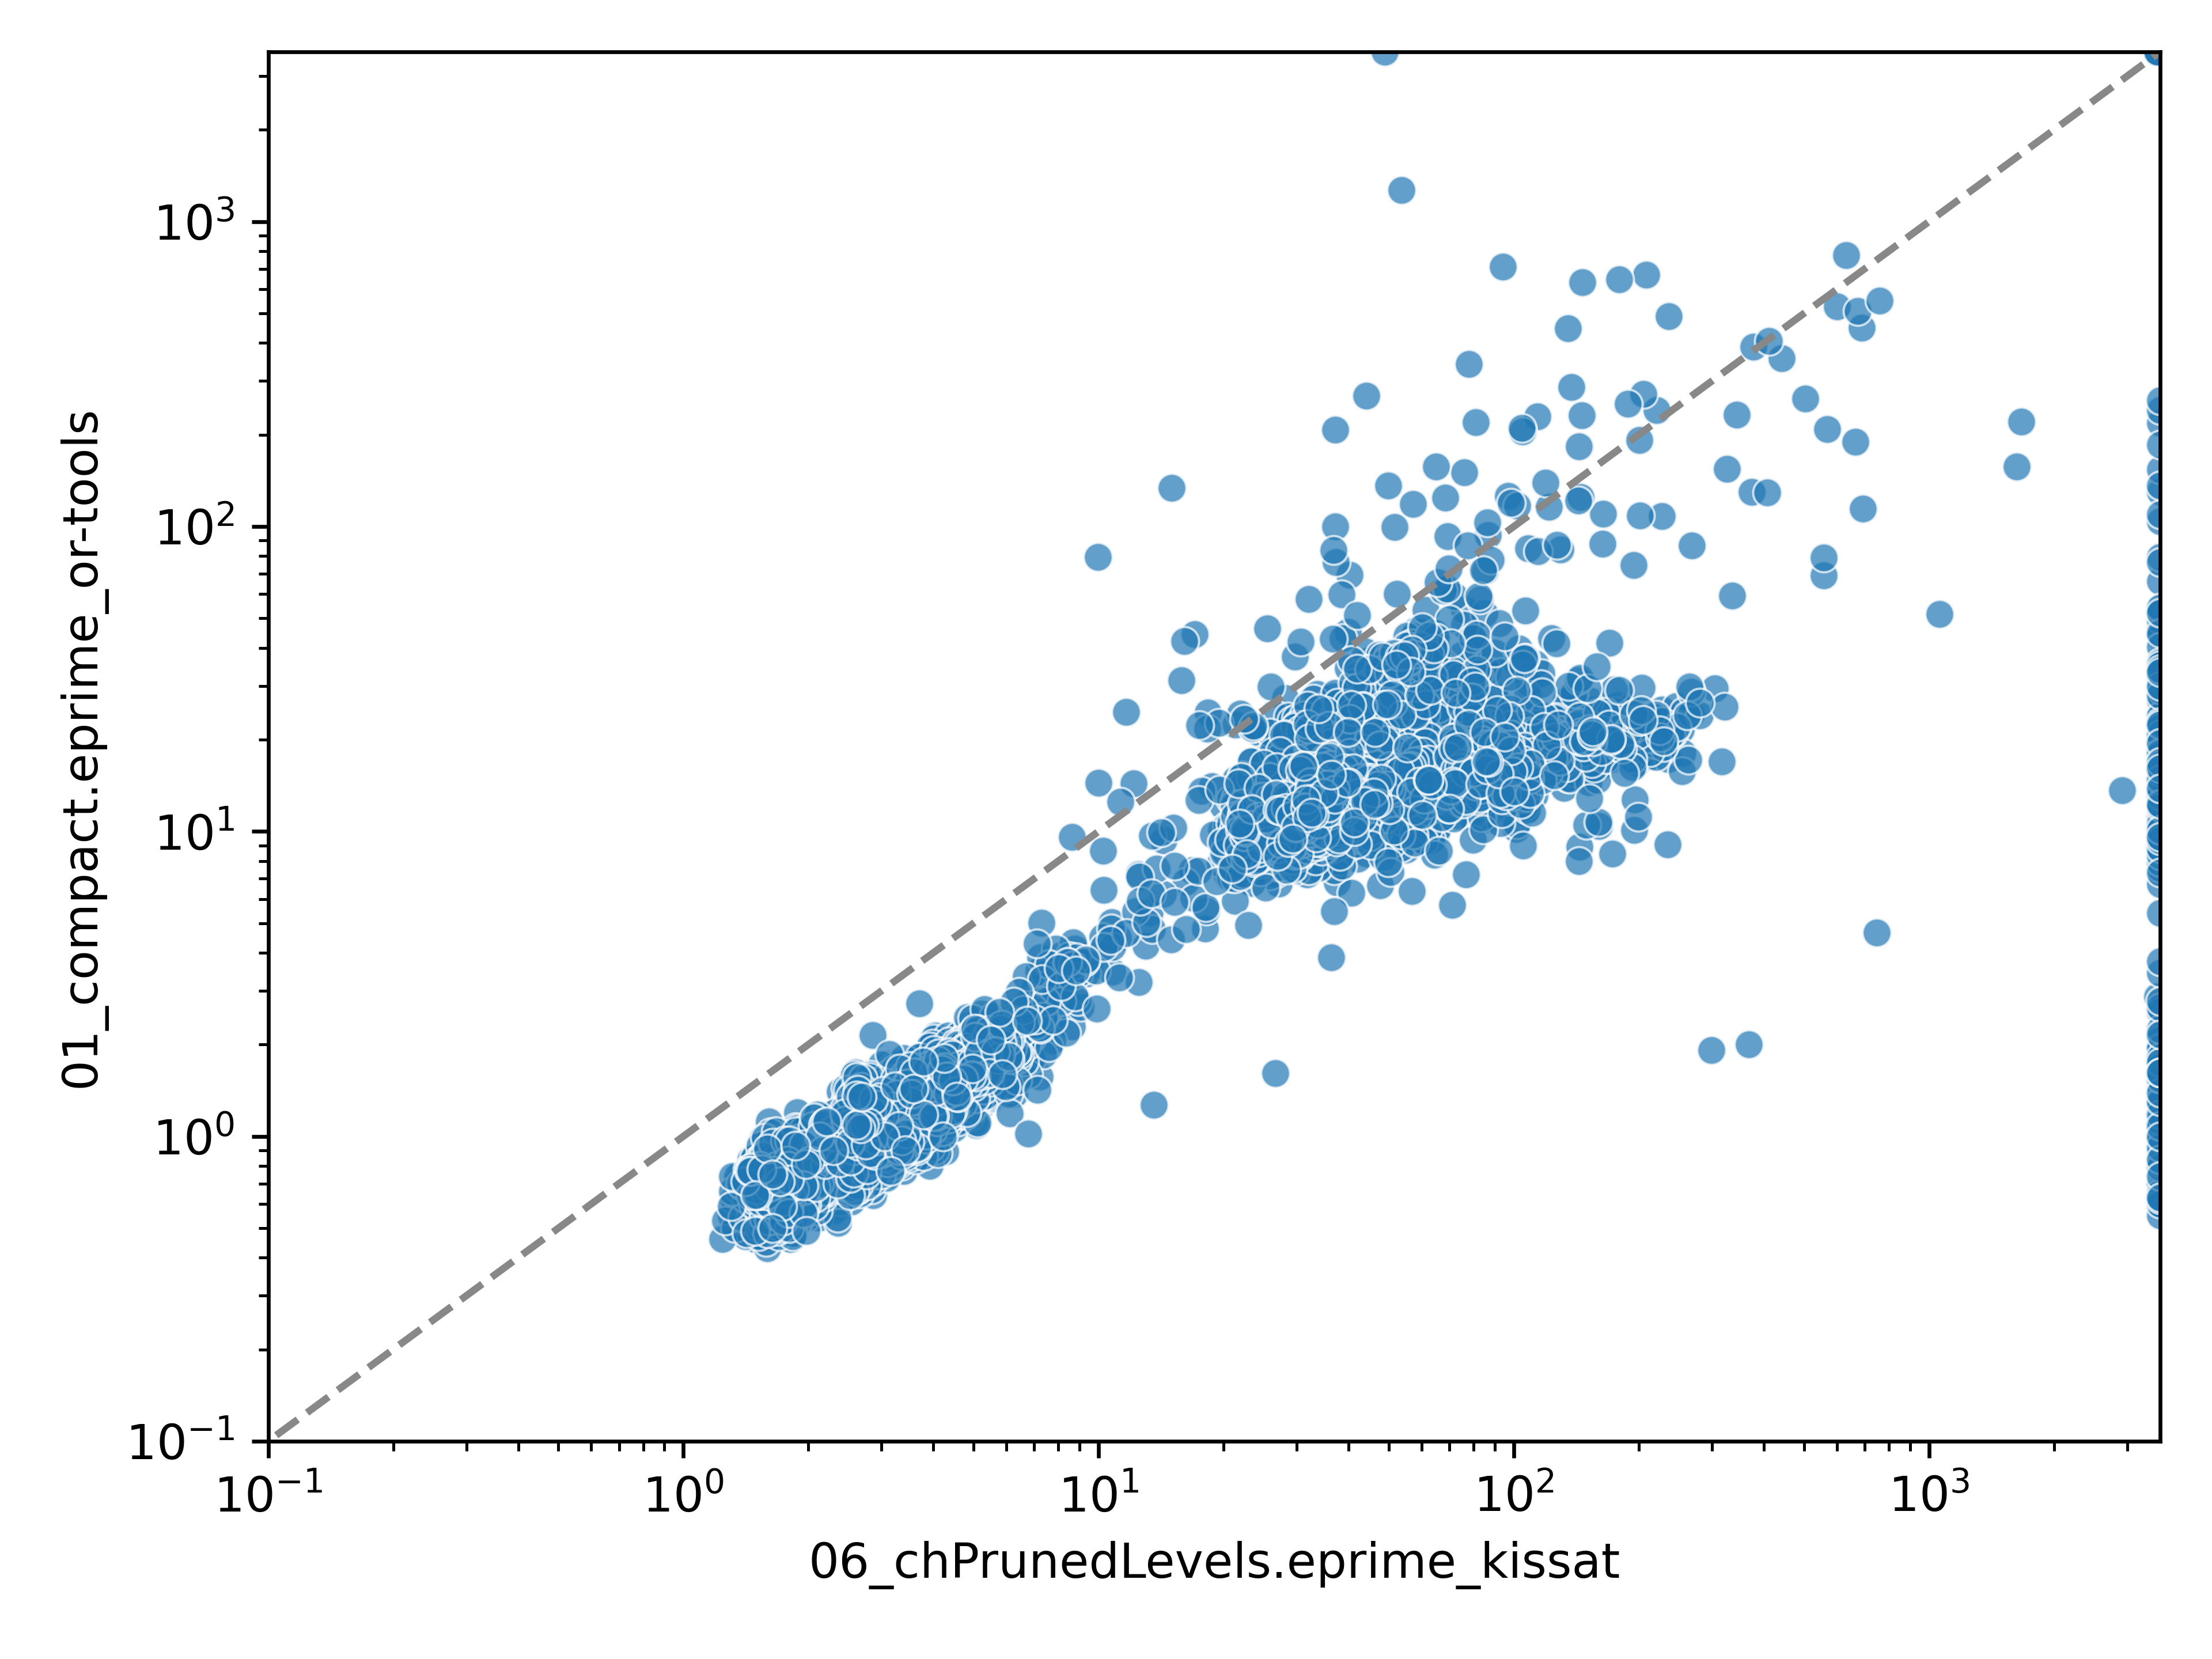 10³
10²
10¹
10⁰
10⁻¹
01_compact.eprime_or-tools
10⁻¹ 10⁰ 10¹ 10² 10³
06_chPrunedLevels.eprime_kissat